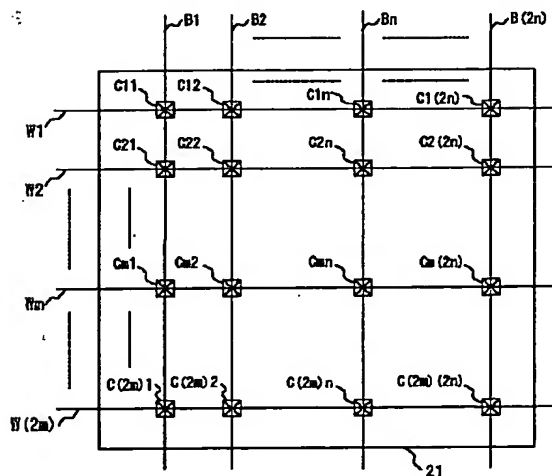 B1 B2 Bn B(2n)
C11 C12 C1n C1(2n)
W1
C21 C22 C2n C2(2n)
W2
Cm1 Cm2 Cmn Cm(2n)
Wm
C(2m)1 C(2m)2 C(2m)n C(2m)(2n)
W(2m)
21